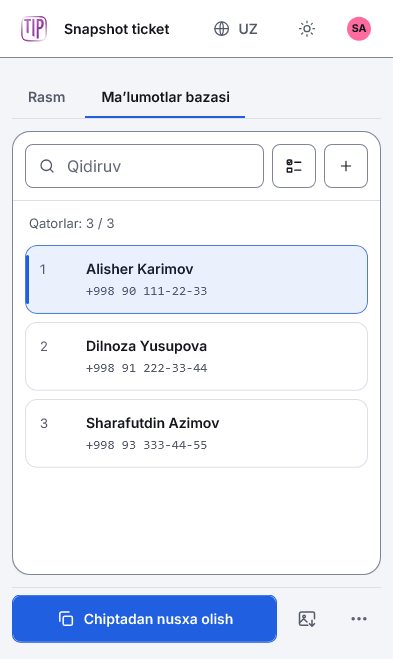 TIP
Snapshot ticket
UZ
SA
Rasm
Ma’lumotlar bazasi
Qidiruv
Qatorlar: 3 / 3
1
Alisher Karimov
+998 90 111-22-33
2
Dilnoza Yusupova
+998 91 222-33-44
3
Sharafutdin Azimov
+998 93 333-44-55
Chiptadan nusxa olish